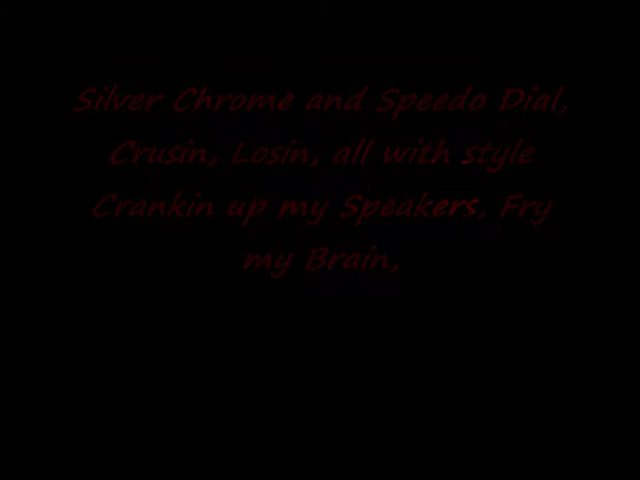 Silver Chrome and Speedo Dial,
Crusin, Losin, all with style
Crankin up my Speakers, Fry
my Brain,